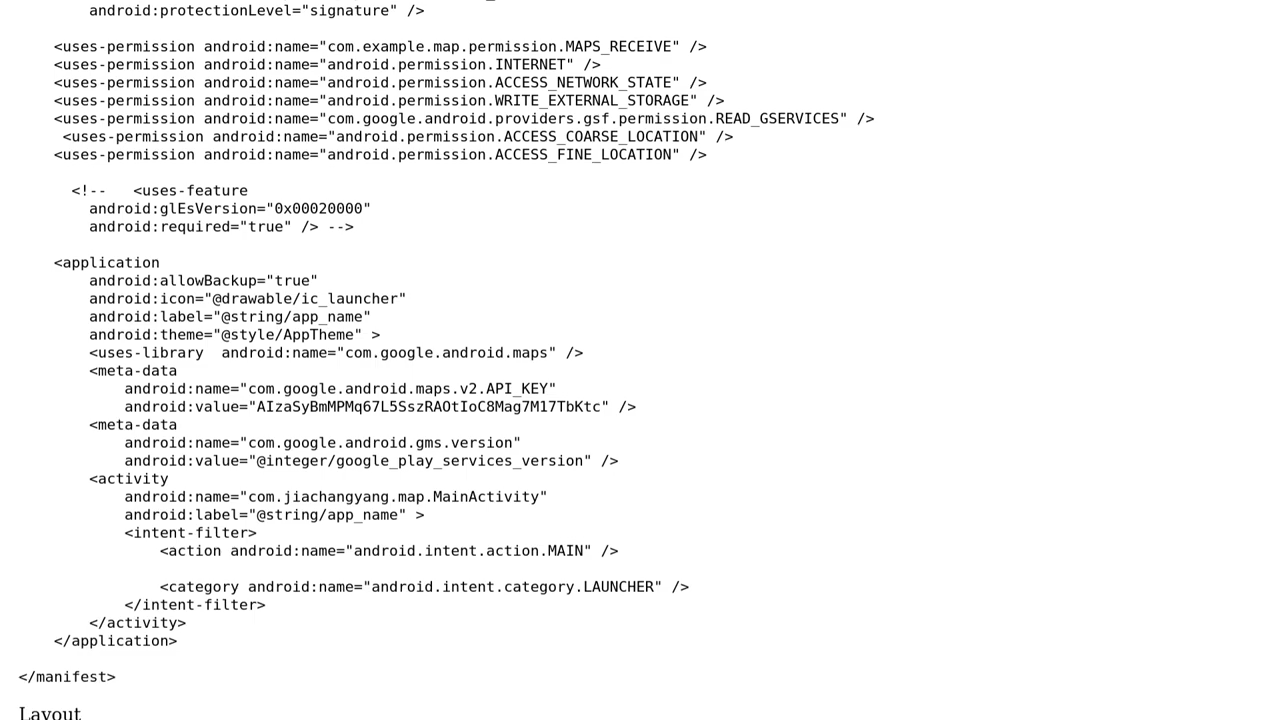 android:protectionLevel="signature" />
<uses-permission android:name="com.example.map.permission.MAPS_RECEIVE" />
<uses-permission android:name="android.permission.INTERNET" />
<uses-permission android:name="android.permission.ACCESS_NETWORK_STATE" />
<uses-permission android:name="android.permission.WRITE_EXTERNAL_STORAGE" />
<uses-permission android:name="com.google.android.providers.gsf.permission.READ_GSERVICES" />
<uses-permission android:name="android.permission.ACCESS_COARSE_LOCATION" />
<uses-permission android:name="android.permission.ACCESS_FINE_LOCATION" />
<!--   <uses-feature
android:glEsVersion="0x00020000"
android:required="true" /> -->
<application
android:allowBackup="true"
android:icon="@drawable/ic_launcher"
android:label="@string/app_name"
android:theme="@style/AppTheme" >
<uses-library  android:name="com.google.android.maps" />
<meta-data
android:name="com.google.android.maps.v2.API_KEY"
android:value="AIzaSyBmMPMq67L5SszRAOtIoC8Mag7M17TbKtc" />
<meta-data
android:name="com.google.android.gms.version"
android:value="@integer/google_play_services_version" />
<activity
android:name="com.jiachangyang.map.MainActivity"
android:label="@string/app_name" >
<intent-filter>
<action android:name="android.intent.action.MAIN" />
<category android:name="android.intent.category.LAUNCHER" />
</intent-filter>
</activity>
</application>
</manifest>
Layout